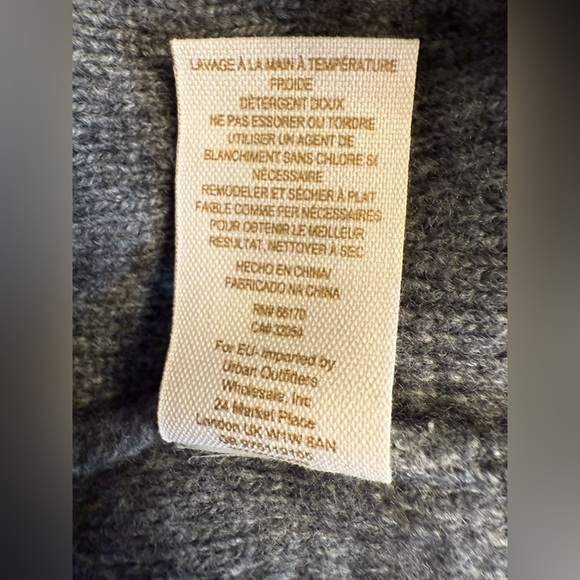 LAVAGE À LA MAIN À TEMPÉRATURE
FROIDE
DÉTERGENT DOUX
NE PAS ESSORER OU TORDRE
UTILISER UN AGENT DE
BLANCHIMENT SANS CHLORE SI
NÉCESSAIRE
REMODELER ET SÉCHER À PLAT
FAIBLE COMME FER NÉCESSAIRES
POUR OBTENIR LE MEILLEUR
RESULTAT, NETTOYER À SEC
HECHO EN CHINA/
FABRICADO NA CHINA
RN# 66170
CA# 32054
For EU- Imported by
Urban Outfitters
Wholesale, Inc
24 Market Place
London UK W1W 8AN